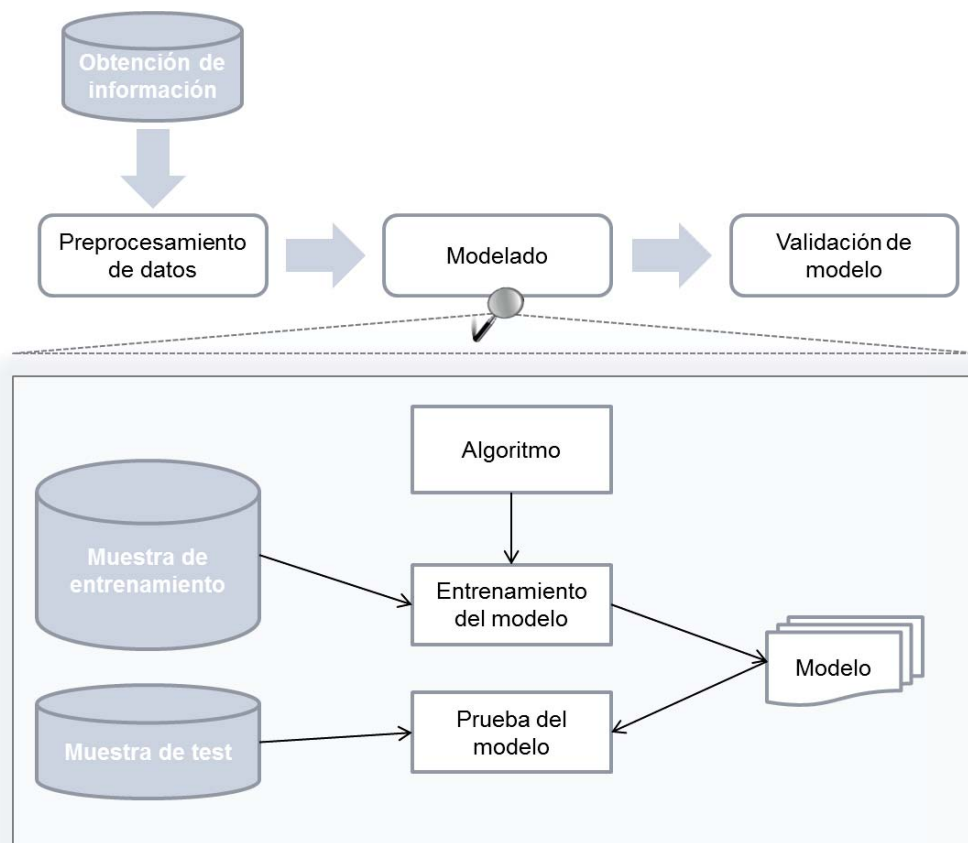 Obtención de
información
Preprocesamiento
de datos
Modelado
Validación de
modelo
Algoritmo
Muestra de
entrenamiento
Entrenamiento
del modelo
Modelo
Muestra de test
Prueba del
modelo